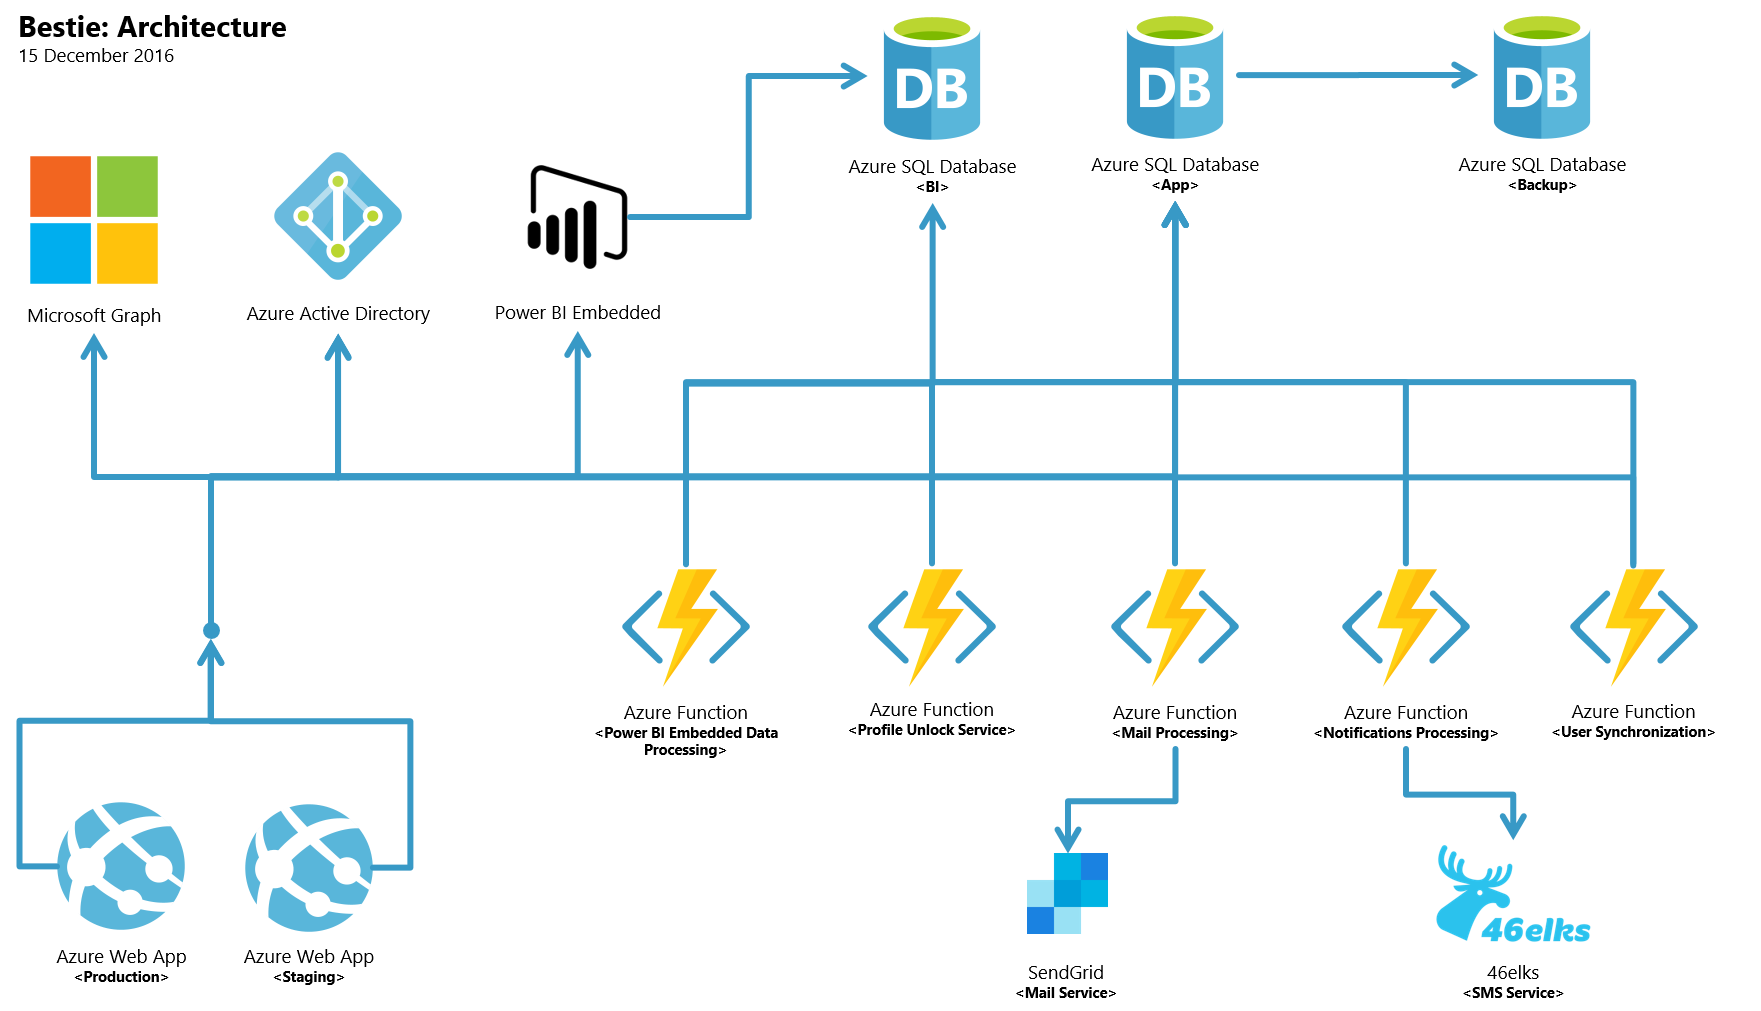 Bestie: Architecture
15 December 2016
DB
DB
DB
Azure SQL Database
<BI>
Azure SQL Database
<App>
Azure SQL Database
<Backup>
Microsoft Graph
Azure Active Directory
Power BI Embedded
Azure Function
<Power BI Embedded Data
Processing>
Azure Function
<Profile Unlock Service>
Azure Function
<Mail Processing>
Azure Function
<Notifications Processing>
Azure Function
<User Synchronization>
Azure Web App
<Production>
Azure Web App
<Staging>
SendGrid
<Mail Service>
46elks
46elks
<SMS Service>